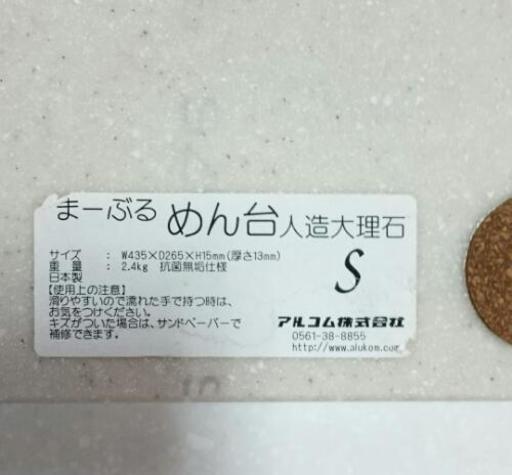 まーぶる めん台 人造大理石
サイズ : W435×D265×H15mm(厚さ13mm)
重量 : 2.4kg 抗菌無垢仕様
日本製
S
【使用上の注意】
滑りやすいので濡れた手で持つ時は、
お気をつけください。
キズがついた場合は、サンドペーパーで
補修できます。
アルコム株式会社
0561-38-8855
http://www.alukom.com